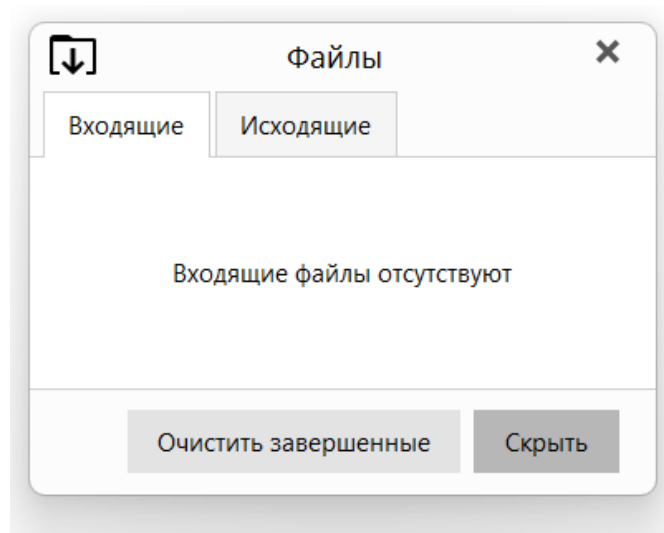 Файлы
Входящие Исходящие
Входящие файлы отсутствуют
Очистить завершенные Скрыть